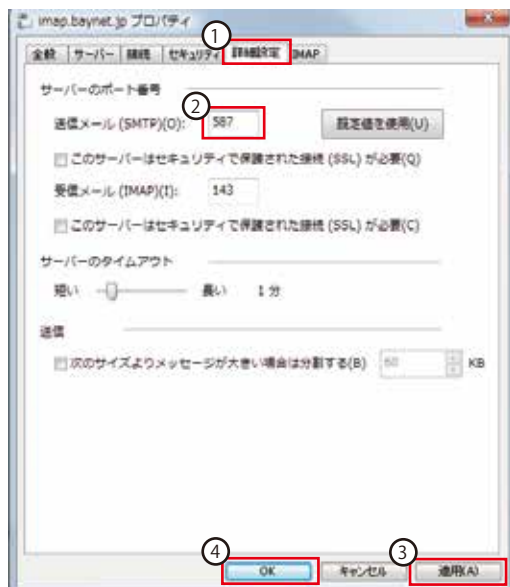 imap.baynet.jp プロパティ
①
全般 サーバー 接続 セキュリティ 詳細設定 IMAP
サーバーのポート番号
②
送信メール (SMTP)(O): 587 既定値を使用(U)
このサーバーはセキュリティで保護された接続 (SSL) が必要(Q)
受信メール (IMAP)(I): 143
このサーバーはセキュリティで保護された接続 (SSL) が必要(C)
サーバーのタイムアウト
短い 長い 1 分
送信
次のサイズよりメッセージが大きい場合は分割する(B) 60 KB
④ ③
OK キャンセル 適用(A)